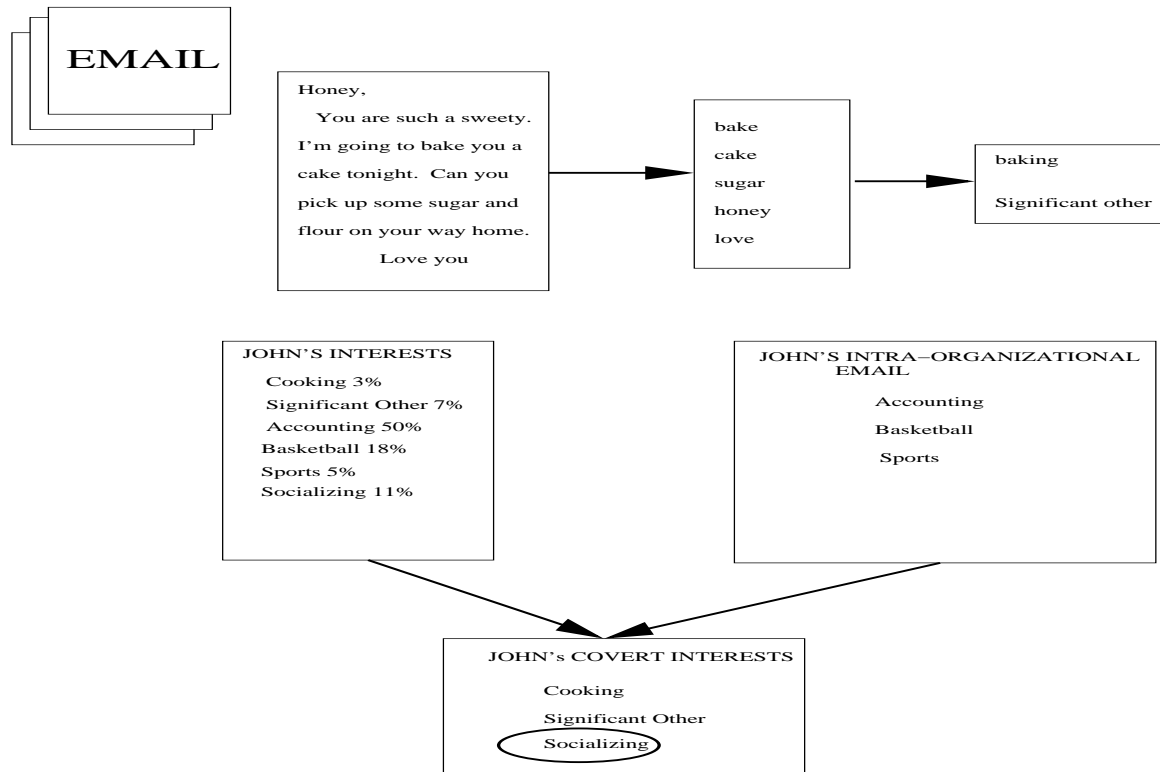 EMAIL
Honey,
You are such a sweety.
I'm going to bake you a
cake tonight. Can you
pick up some sugar and
flour on your way home.
Love you
bake
cake
sugar
honey
love
baking
Significant other
JOHN'S INTERESTS
Cooking 3%
Significant Other 7%
Accounting 50%
Basketball 18%
Sports 5%
Socializing 11%
JOHN'S INTRA-ORGANIZATIONAL
EMAIL
Accounting
Basketball
Sports
JOHN's COVERT INTERESTS
Cooking
Significant Other
Socializing